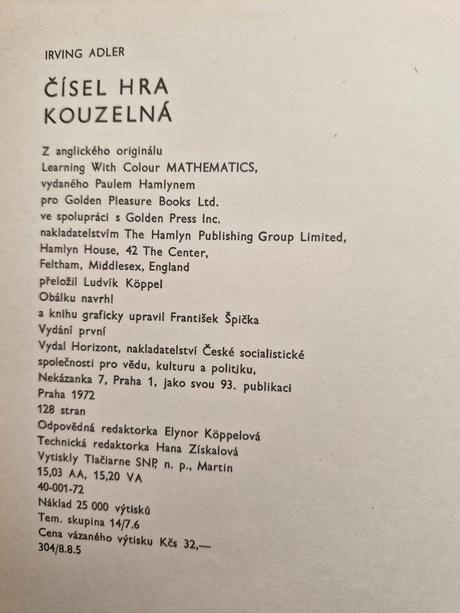 IRVING ADLER
ČÍSEL HRA
KOUZELNÁ
Z anglického originálu
Learning With Colour MATHEMATICS,
vydaného Paulem Hamlynem
pro Golden Pleasure Books Ltd.
ve spolupráci s Golden Press Inc.
nakladatelstvím The Hamlyn Publishing Group Limited,
Hamlyn House, 42 The Center,
Feltham, Middlesex, England
přeložil Ludvík Köppel
Obálku navrhl
a knihu graficky upravil František Špička
Vydání první
Vydal Horizont, nakladatelství České socialistické
společnosti pro vědu, kulturu a politiku,
Nekázanka 7, Praha 1, jako svou 93. publikaci
Praha 1972
128 stran
Odpovědná redaktorka Elynor Köppelová
Technická redaktorka Hana Získalová
Vytiskly Tlačiarne SNP, n. p., Martin
15,03 AA, 15,20 VA
40-001-72
Náklad 25 000 výtisků
Tem. skupina 14/7.6
Cena vázaného výtisku Kčs 32,—
304/8.8.5